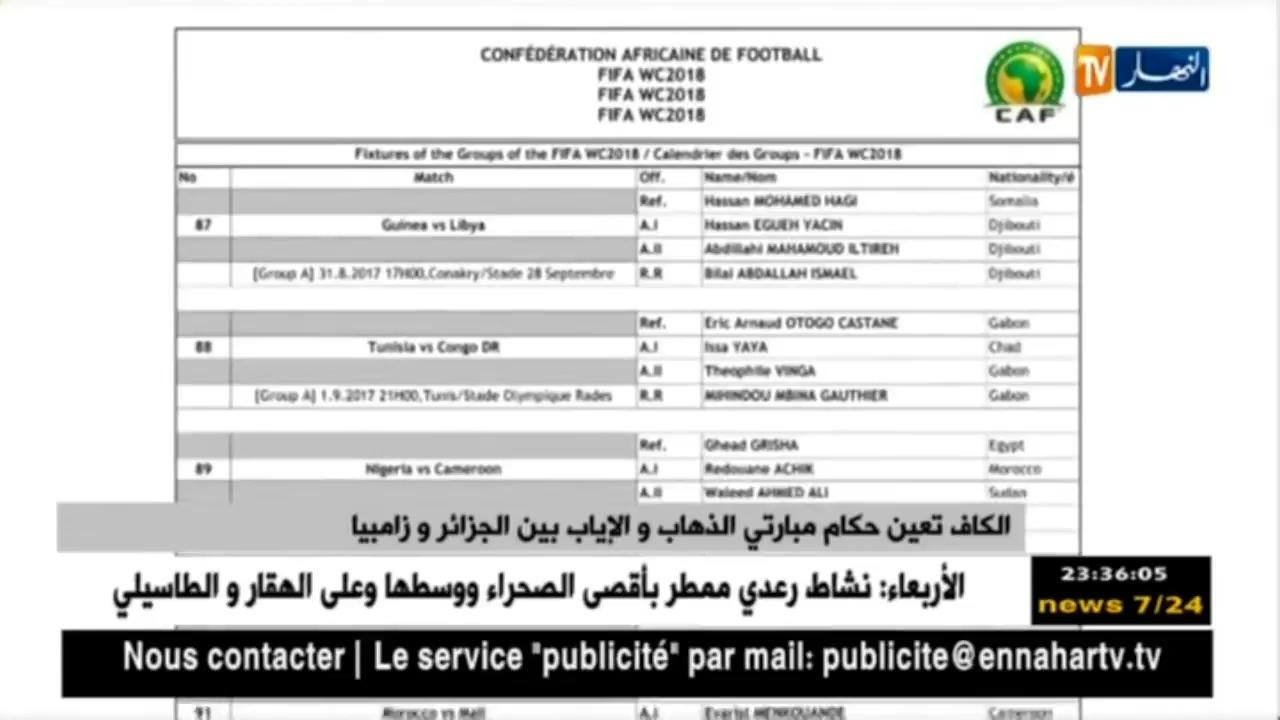 CONFÉDÉRATION AFRICAINE DE FOOTBALL
FIFA WC2018
FIFA WC2018
FIFA WC2018
CAF
TV النهار
Fixtures of the Groups of the FIFA WC2018 / Calendrier des Groups - FIFA WC2018
No Match Off. Name/Nom Nationality/é
Ref. Hassan MOHAMED HAGI Somalia
87 Guinea vs Libya A.I Hassan EGUEH YACIN Djibouti
A.II Abdillahi MAHAMOUD ILTIREH Djibouti
[Group A] 31.8.2017 17H00,Conakry/Stade 28 Septembre R.R Bilal ABDALLAH ISMAEL Djibouti
Ref. Eric Arnaud OTOGO CASTANE Gabon
88 Tunisia vs Congo DR A.I Issa YAYA Chad
A.II Theophile VINGA Gabon
[Group A] 1.9.2017 21H00,Tunis/Stade Olympique Rades R.R MIHINDOU MBINA GAUTHIER Gabon
Ref. Ghead GRISHA Egypt
89 Nigeria vs Cameroon A.I Redouane ACHIK Morocco
A.II Waleed AHMED ALI Sudan
الكاف تعين حكام مبارتي الذهاب و الإياب بين الجزائر و زامبيا
الأربعاء: نشاط رعدي ممطر بأقصى الصحراء ووسطها وعلى الهقار و الطاسيلي
23:36:05
news 7/24
Nous contacter | Le service "publicité" par mail: publicite@ennahartv.tv
91 Morocco vs Mali A.I Evarist MENKOUANDE Cameroon